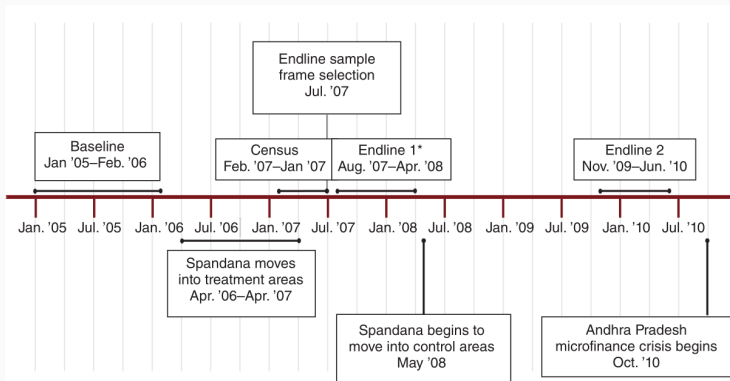 Endline sample
frame selection
Jul. ’07
Baseline
Jan ’05–Feb. ’06
Census
Feb. ’07–Jan ’07
Endline 1*
Aug. ’07–Apr. ’08
Endline 2
Nov. ’09–Jun. ’10
Jan. ’05 Jul. ’05 Jan. ’06 Jul. ’06 Jan. ’07 Jul. ’07 Jan. ’08 Jul. ’08 Jan. ’09 Jul. ’09 Jan. ’10 Jul. ’10
Spandana moves
into treatment areas
Apr. ’06–Apr. ’07
Spandana begins to
move into control areas
May ’08
Andhra Pradesh
microfinance crisis begins
Oct. ’10